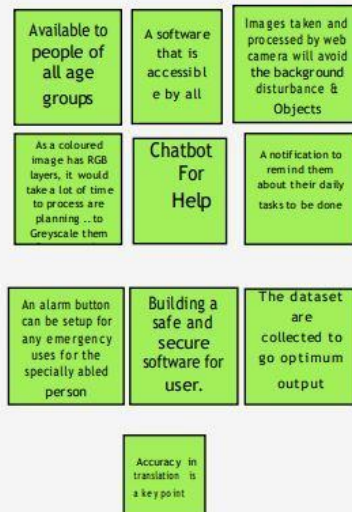 Available to
people of
all age
groups
A software
that is
accessibl
e by all
Images taken and
processed by web
camera will avoid
the background
disturbance &
Objects
As a coloured
image has RGB
layers, it would
take a lot of time
to process are
planning ..to
Greyscale them
Chatbot
For
Help
A notification to
remind them
about their daily
tasks to be done
An alarm button
can be setup for
any emergency
uses for the
specially abled
person
Building a
safe and
secure
software for
user.
The dataset
are
collected to
go optimum
output
Accuracy in
translation is
a key point